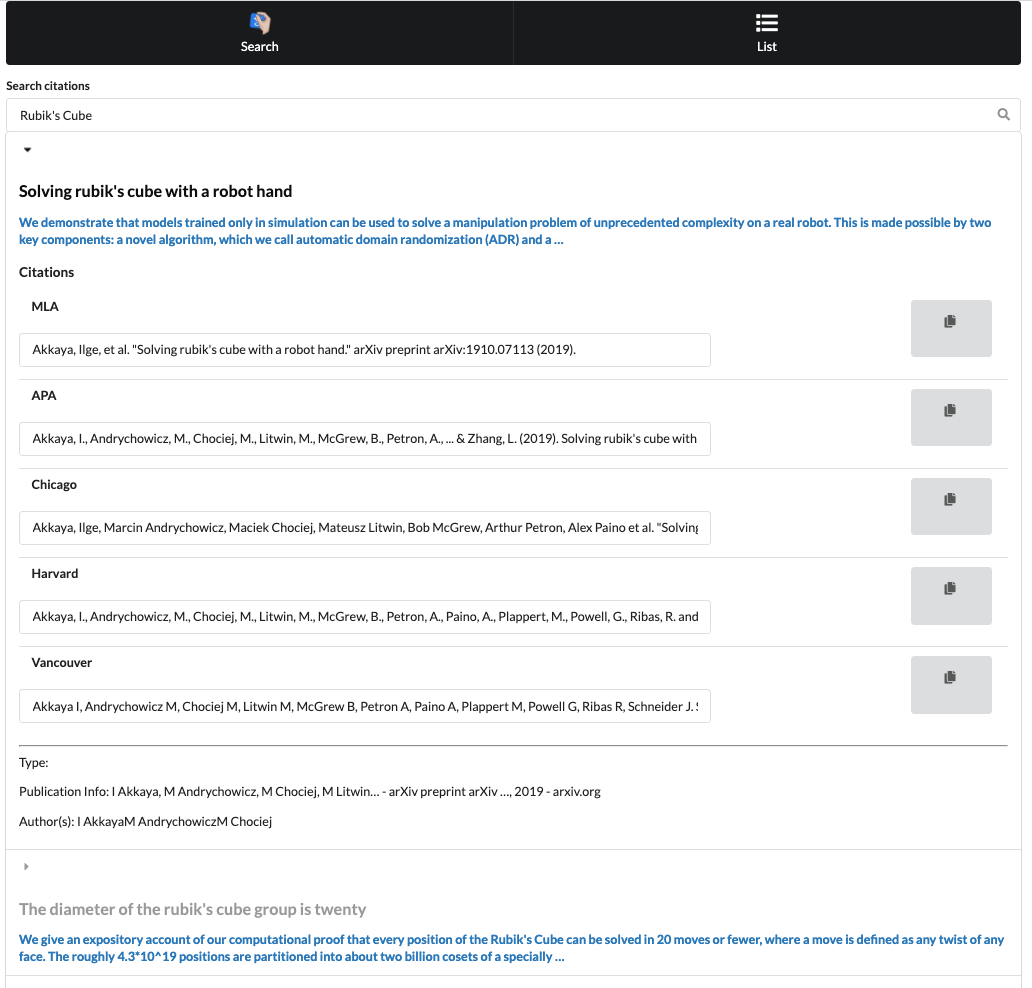 Search
List
Search citations
Rubik's Cube
Solving rubik's cube with a robot hand
We demonstrate that models trained only in simulation can be used to solve a manipulation problem of unprecedented complexity on a real robot. This is made possible by two
key components: a novel algorithm, which we call automatic domain randomization (ADR) and a ...
Citations
MLA
Akkaya, Ilge, et al. "Solving rubik's cube with a robot hand." arXiv preprint arXiv:1910.07113 (2019).
APA
Akkaya, I., Andrychowicz, M., Chociej, M., Litwin, M., McGrew, B., Petron, A., ... & Zhang, L. (2019). Solving rubik's cube with
Chicago
Akkaya, Ilge, Marcin Andrychowicz, Maciek Chociej, Mateusz Litwin, Bob McGrew, Arthur Petron, Alex Paino et al. "Solving
Harvard
Akkaya, I., Andrychowicz, M., Chociej, M., Litwin, M., McGrew, B., Petron, A., Paino, A., Plappert, M., Powell, G., Ribas, R. and
Vancouver
Akkaya I, Andrychowicz M, Chociej M, Litwin M, McGrew B, Petron A, Paino A, Plappert M, Powell G, Ribas R, Schneider J.
Type:
Publication Info: I Akkaya, M Andrychowicz, M Chociej, M Litwin... - arXiv preprint arXiv ..., 2019 - arxiv.org
Author(s): I AkkayaM AndrychowiczM Chociej
The diameter of the rubik's cube group is twenty
We give an expository account of our computational proof that every position of the Rubik's Cube can be solved in 20 moves or fewer, where a move is defined as any twist of any
face. The roughly 4.3*10^19 positions are partitioned into about two billion cosets of a specially ...